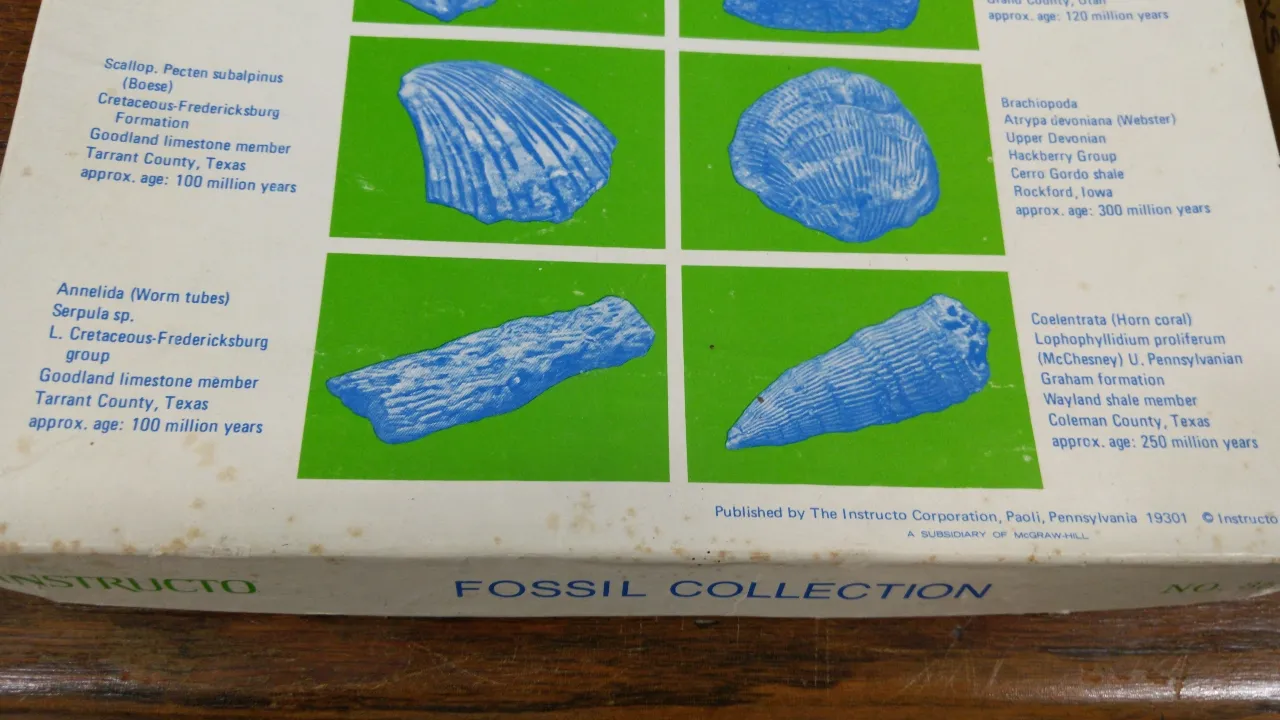 Grand County, Utah
approx. age: 120 million years
Scallop. Pecten subalpinus
(Boese)
Cretaceous-Fredericksburg
Formation
Goodland limestone member
Tarrant County, Texas
approx. age: 100 million years
Brachiopoda
Atrypa devoniana (Webster)
Upper Devonian
Hackberry Group
Cerro Gordo shale
Rockford, Iowa
approx. age: 300 million years
Annelida (Worm tubes)
Serpula sp.
L. Cretaceous-Fredericksburg
group
Goodland limestone member
Tarrant County, Texas
approx. age: 100 million years
Coelentrata (Horn coral)
Lophophyllidium proliferum
(McChesney) U. Pennsylvanian
Graham formation
Wayland shale member
Coleman County, Texas
approx. age: 250 million years
Published by The Instructo Corporation, Paoli, Pennsylvania 19301 © Instructo
A SUBSIDIARY OF McGRAW-HILL
INSTRUCTO FOSSIL COLLECTION NO.